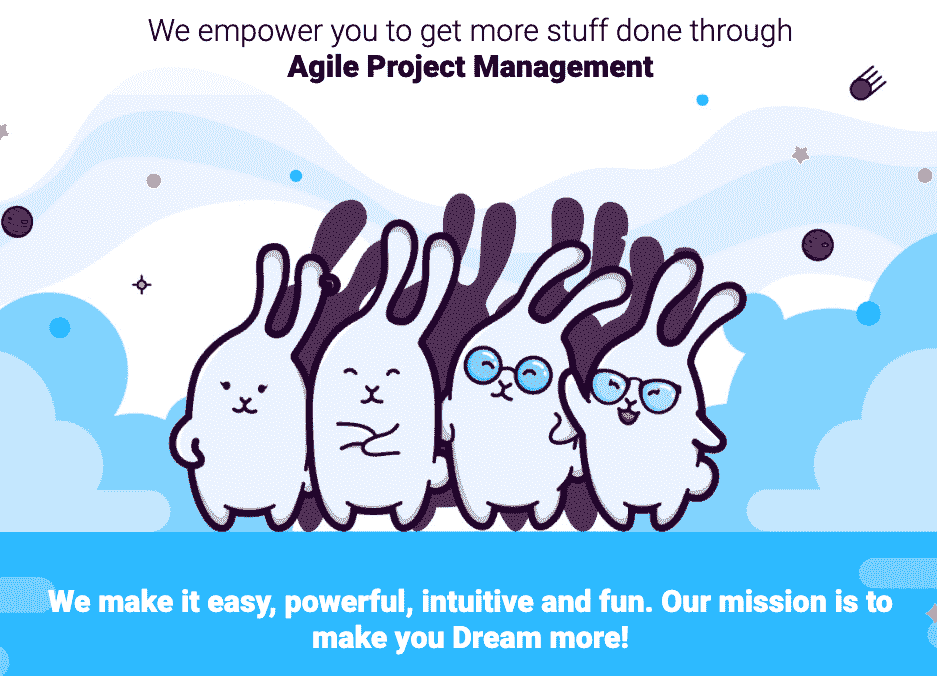 We empower you to get more stuff done through
Agile Project Management
We make it easy, powerful, intuitive and fun. Our mission is to
make you Dream more!